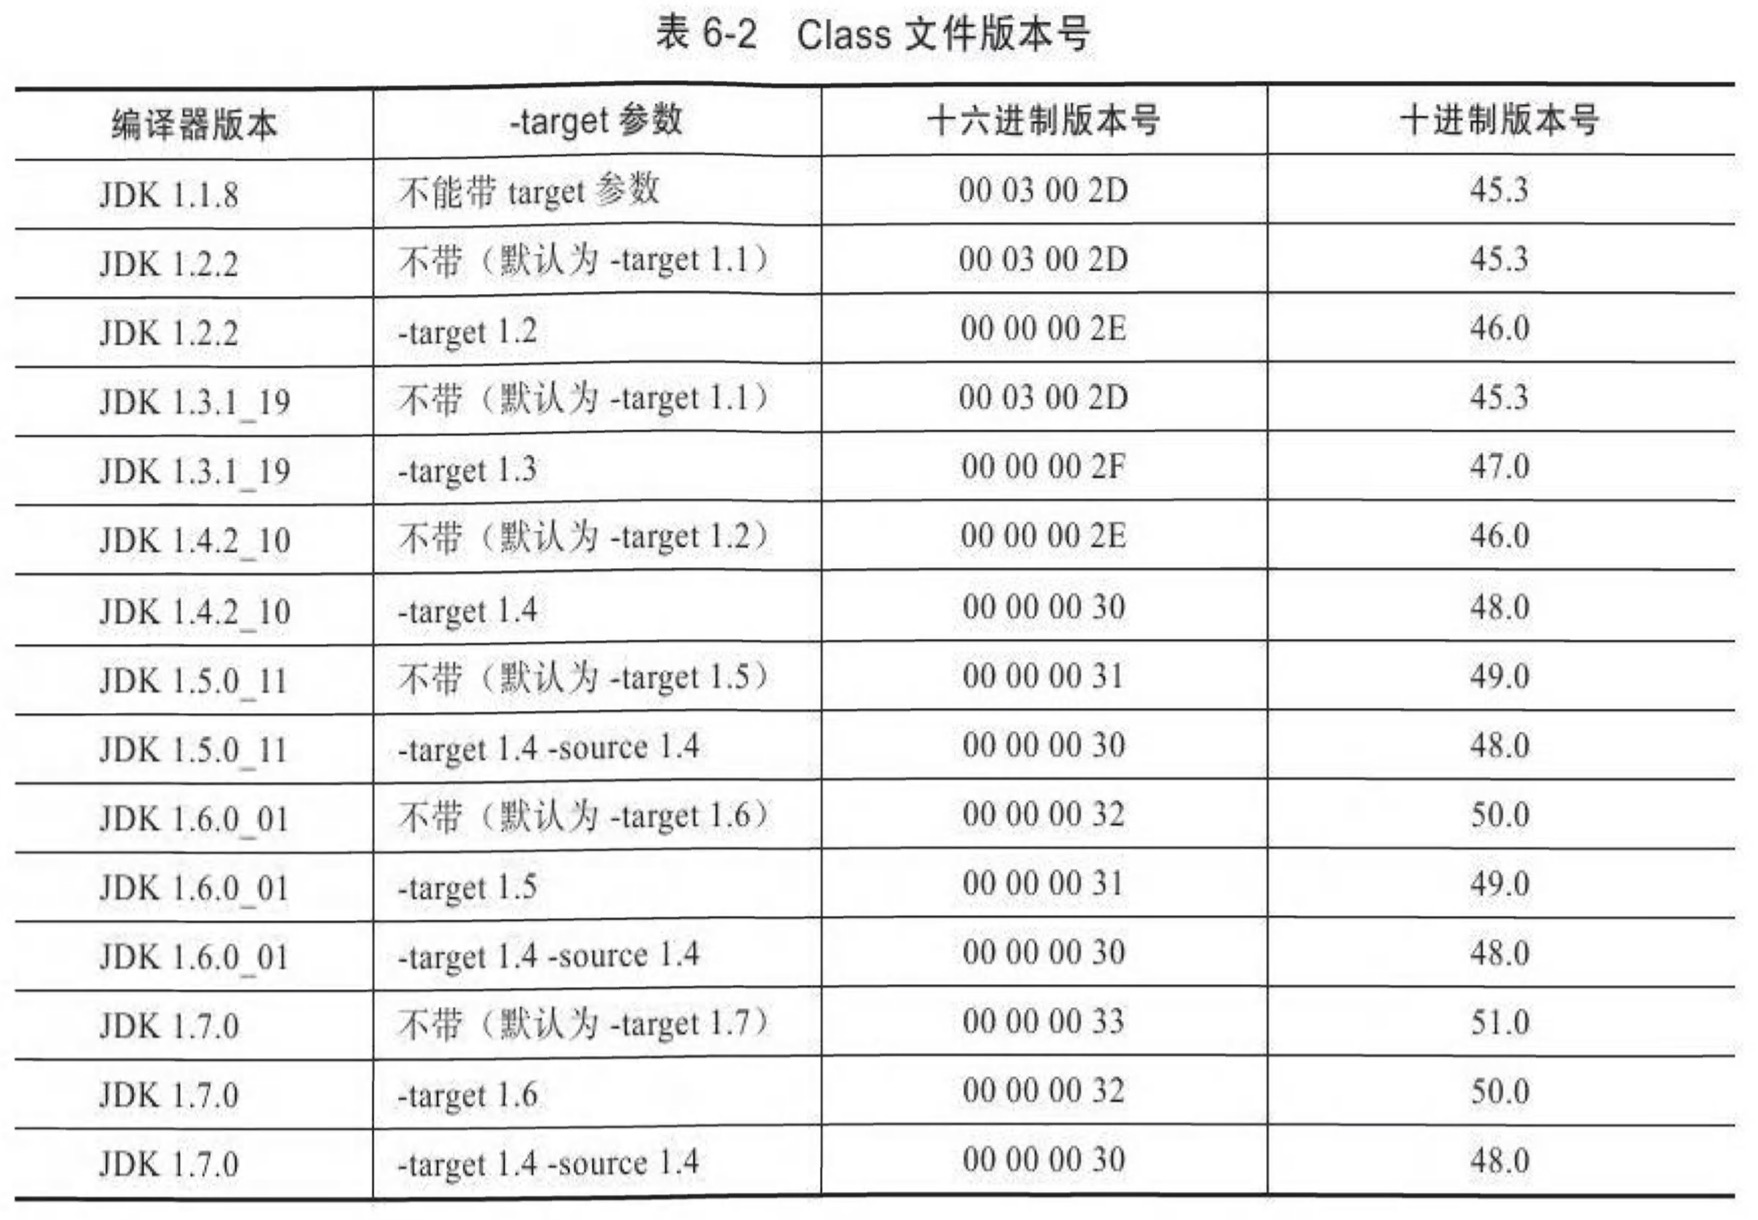 表 6-2 Class 文件版本号
编译器版本 -target 参数 十六进制版本号 十进制版本号
JDK 1.1.8 不能带 target 参数 00 03 00 2D 45.3
JDK 1.2.2 不带（默认为 -target 1.1） 00 03 00 2D 45.3
JDK 1.2.2 -target 1.2 00 00 00 2E 46.0
JDK 1.3.1_19 不带（默认为 -target 1.1） 00 03 00 2D 45.3
JDK 1.3.1_19 -target 1.3 00 00 00 2F 47.0
JDK 1.4.2_10 不带（默认为 -target 1.2） 00 00 00 2E 46.0
JDK 1.4.2_10 -target 1.4 00 00 00 30 48.0
JDK 1.5.0_11 不带（默认为 -target 1.5） 00 00 00 31 49.0
JDK 1.5.0_11 -target 1.4 -source 1.4 00 00 00 30 48.0
JDK 1.6.0_01 不带（默认为 -target 1.6） 00 00 00 32 50.0
JDK 1.6.0_01 -target 1.5 00 00 00 31 49.0
JDK 1.6.0_01 -target 1.4 -source 1.4 00 00 00 30 48.0
JDK 1.7.0 不带（默认为 -target 1.7） 00 00 00 33 51.0
JDK 1.7.0 -target 1.6 00 00 00 32 50.0
JDK 1.7.0 -target 1.4 -source 1.4 00 00 00 30 48.0